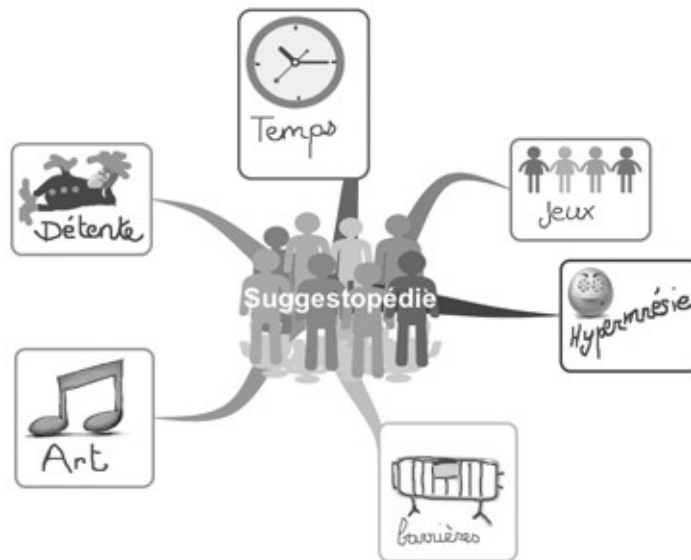 Temps
Détente
Jeux
Suggestopédie
Hypermnésie
Art
barrières